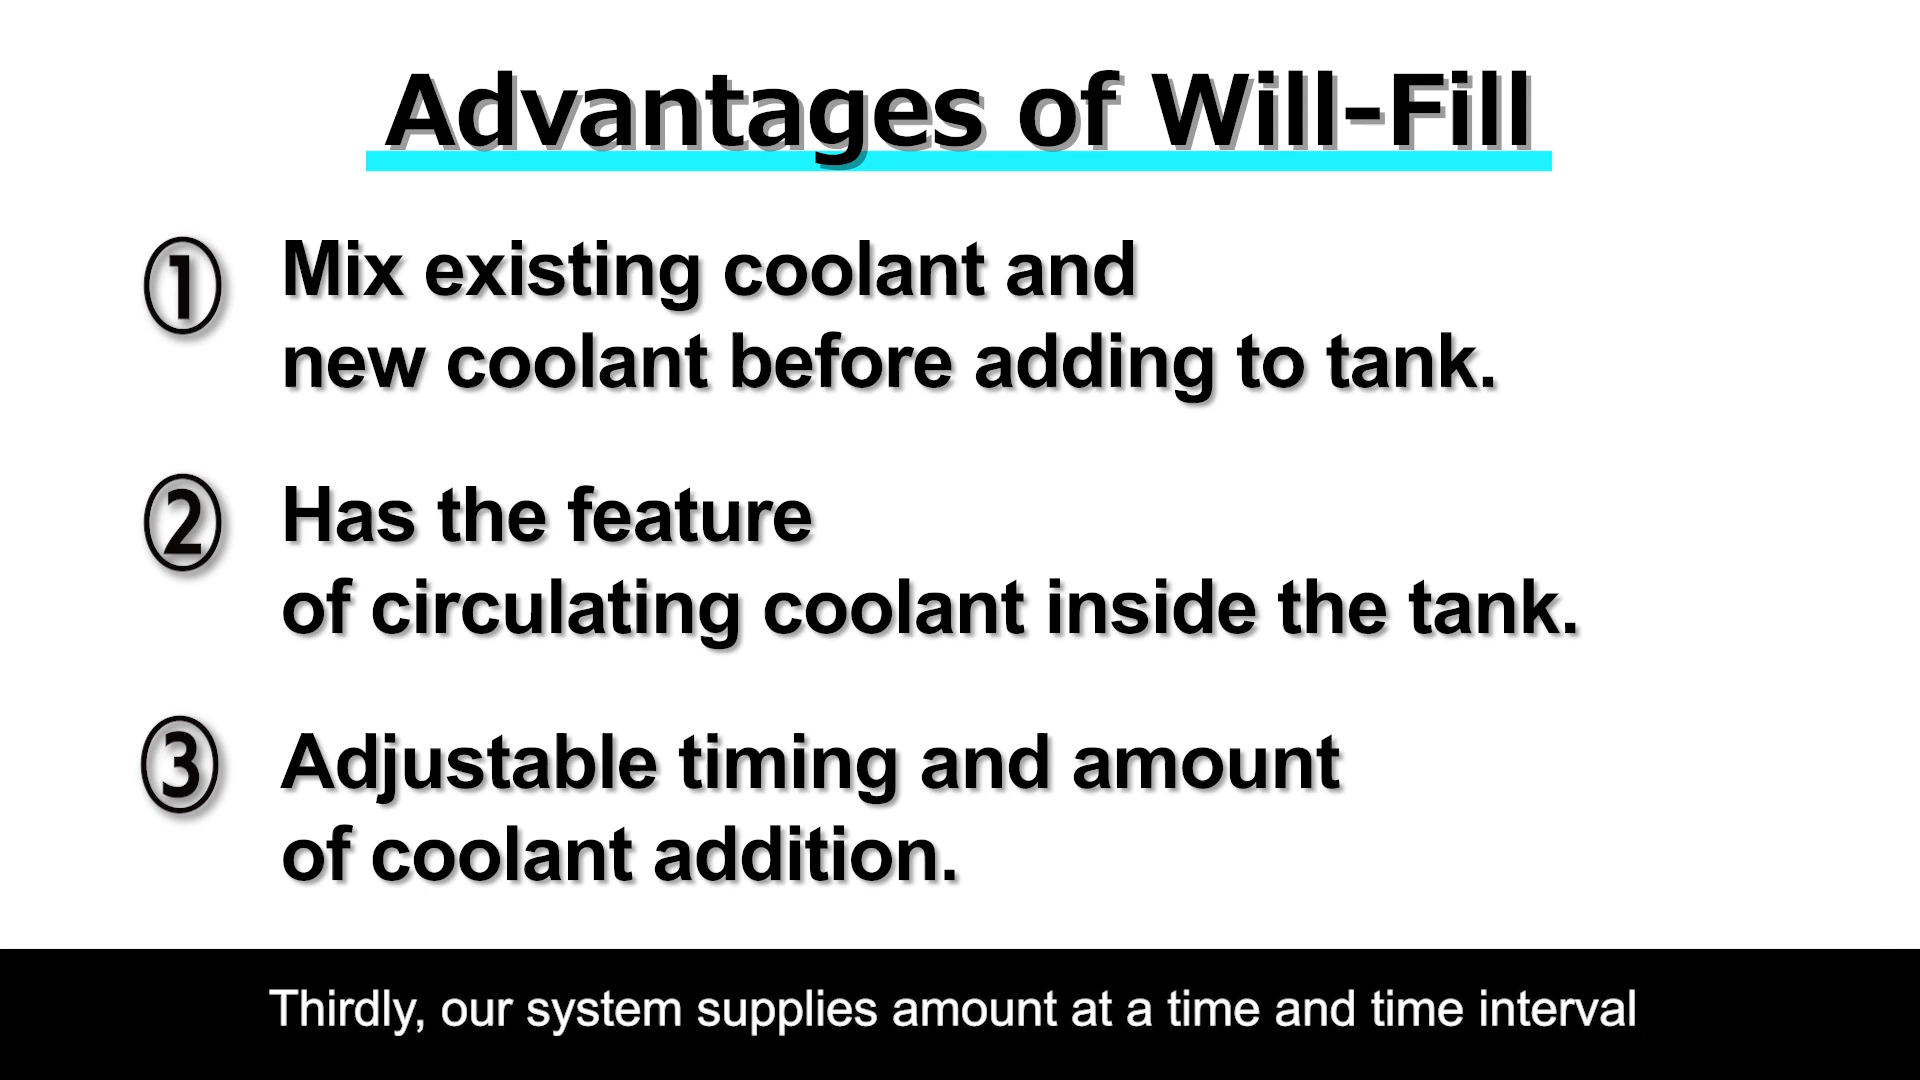 Advantages of Will-Fill
① Mix existing coolant and
new coolant before adding to tank.
② Has the feature
of circulating coolant inside the tank.
③ Adjustable timing and amount
of coolant addition.
Thirdly, our system supplies amount at a time and time interval